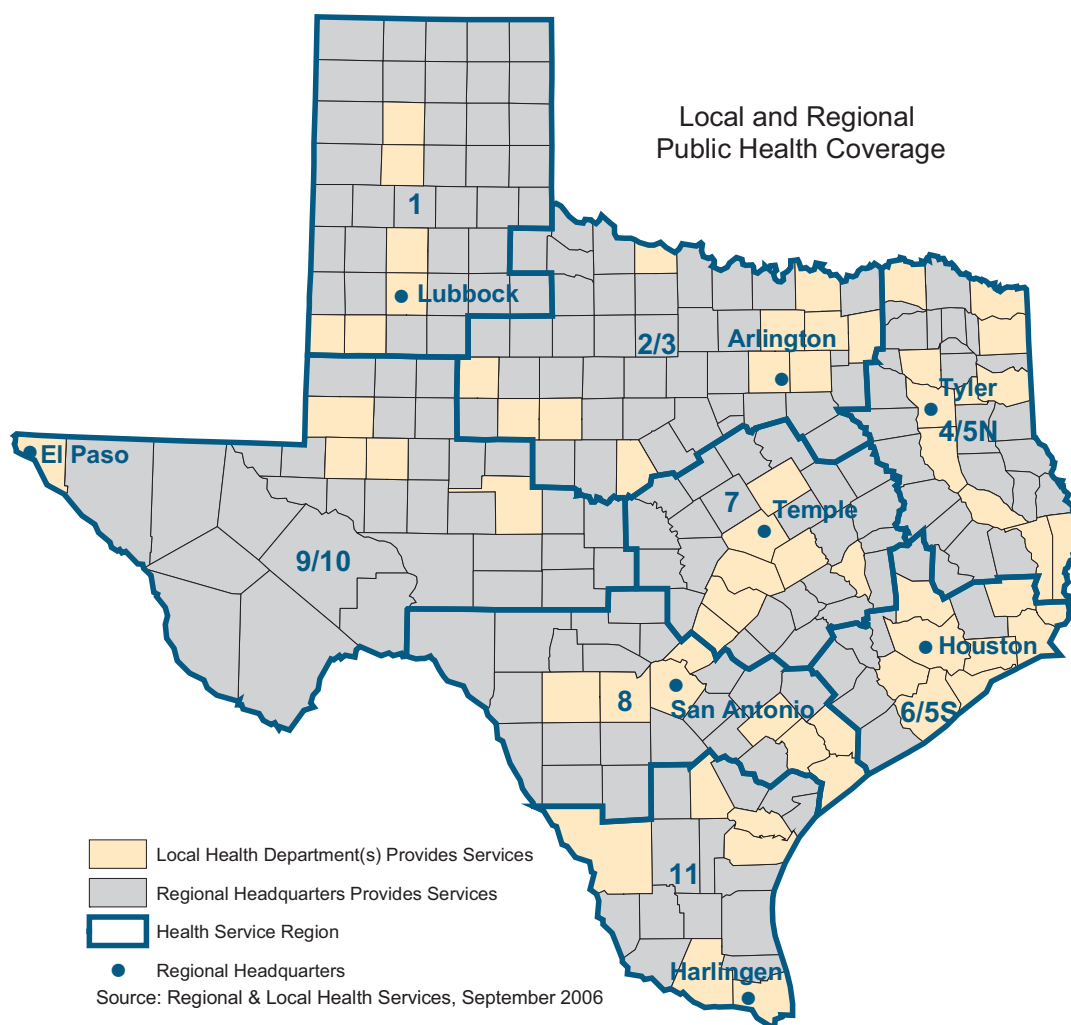 Local and Regional
Public Health Coverage
1
Lubbock
2/3
Arlington
Tyler
4/5N
El Paso
7
Temple
9/10
Houston
8
San Antonio
6/5S
11
Harlingen
Local Health Department(s) Provides Services
Regional Headquarters Provides Services
Health Service Region
Regional Headquarters
Source: Regional & Local Health Services, September 2006